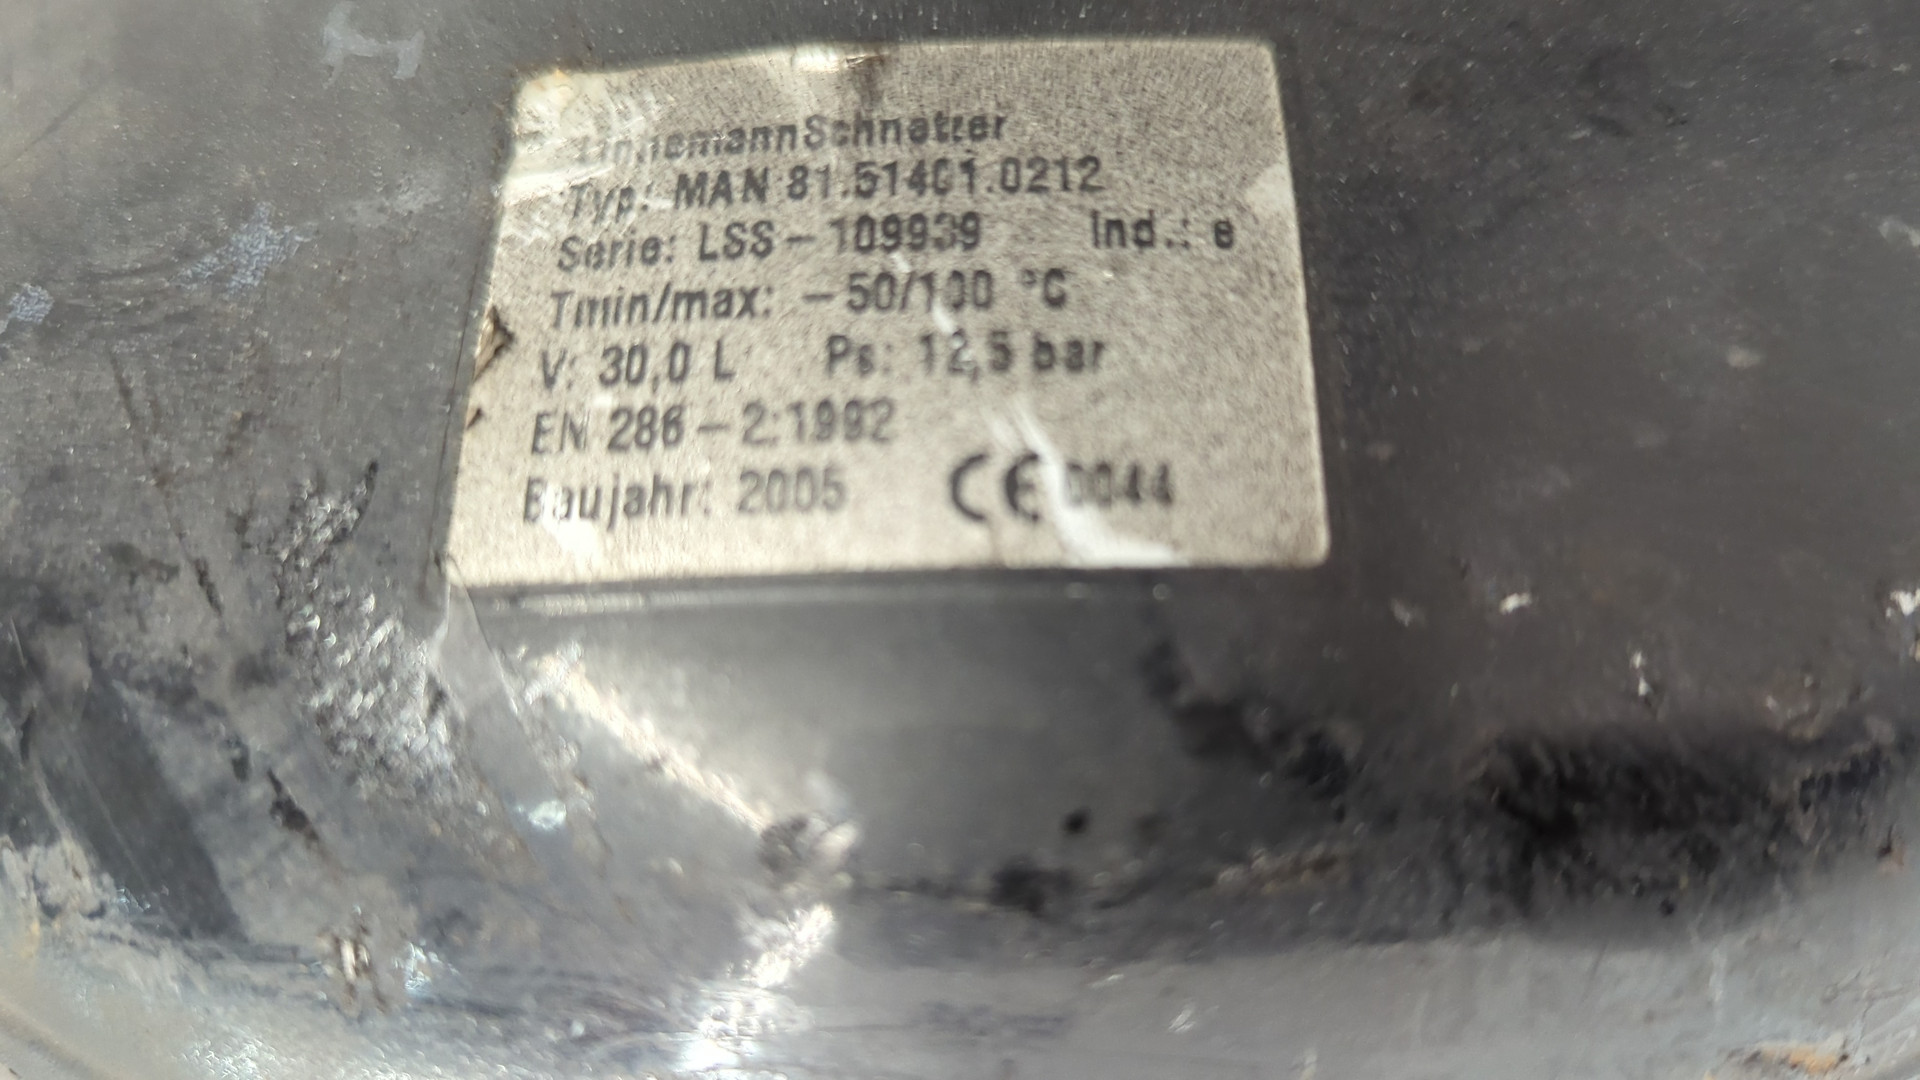 LinnemannSchnetzer
Typ: MAN 81.51401.0212
Serie: LSS – 109939 Ind.: e
Tmin/max: – 50/100 °C
V: 30,0 L Ps: 12,5 bar
EN 286 – 2:1992
Baujahr: 2005 CE 0044